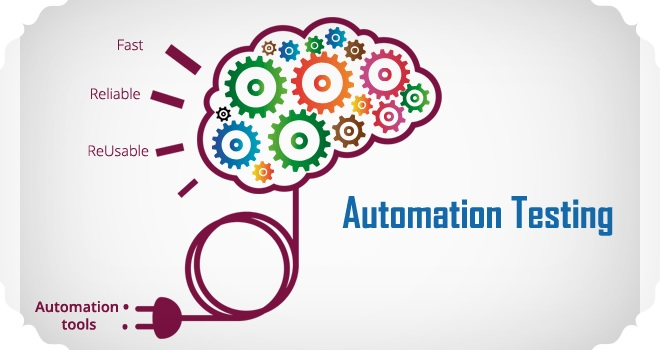 Fast
Reliable
ReUsable
Automation Testing
Automation
tools